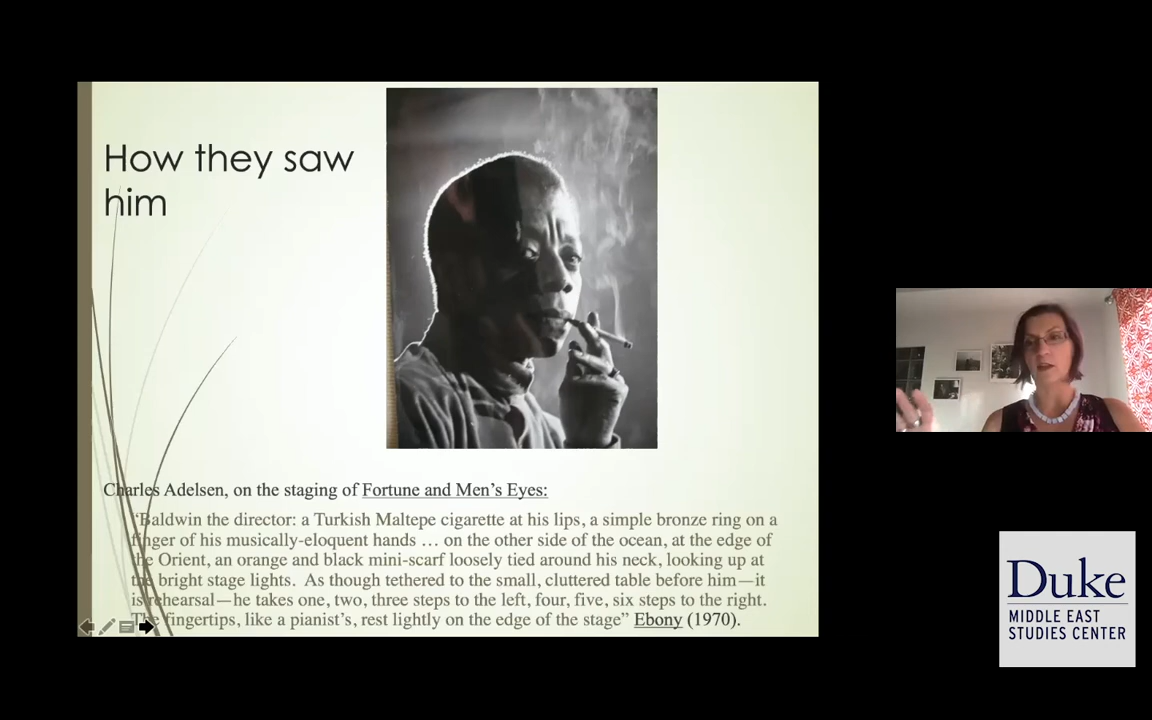 How they saw
him
Charles Adelsen, on the staging of Fortune and Men's Eyes:
"Baldwin the director: a Turkish Maltepe cigarette at his lips, a simple bronze ring on a
finger of his musically-eloquent hands … on the other side of the ocean, at the edge of
the Orient, an orange and black mini-scarf loosely tied around his neck, looking up at
the bright stage lights.  As though tethered to the small, cluttered table before him—it
is rehearsal—he takes one, two, three steps to the left, four, five, six steps to the right.
The fingertips, like a pianist's, rest lightly on the edge of the stage" Ebony (1970).
Duke
MIDDLE EAST
STUDIES CENTER